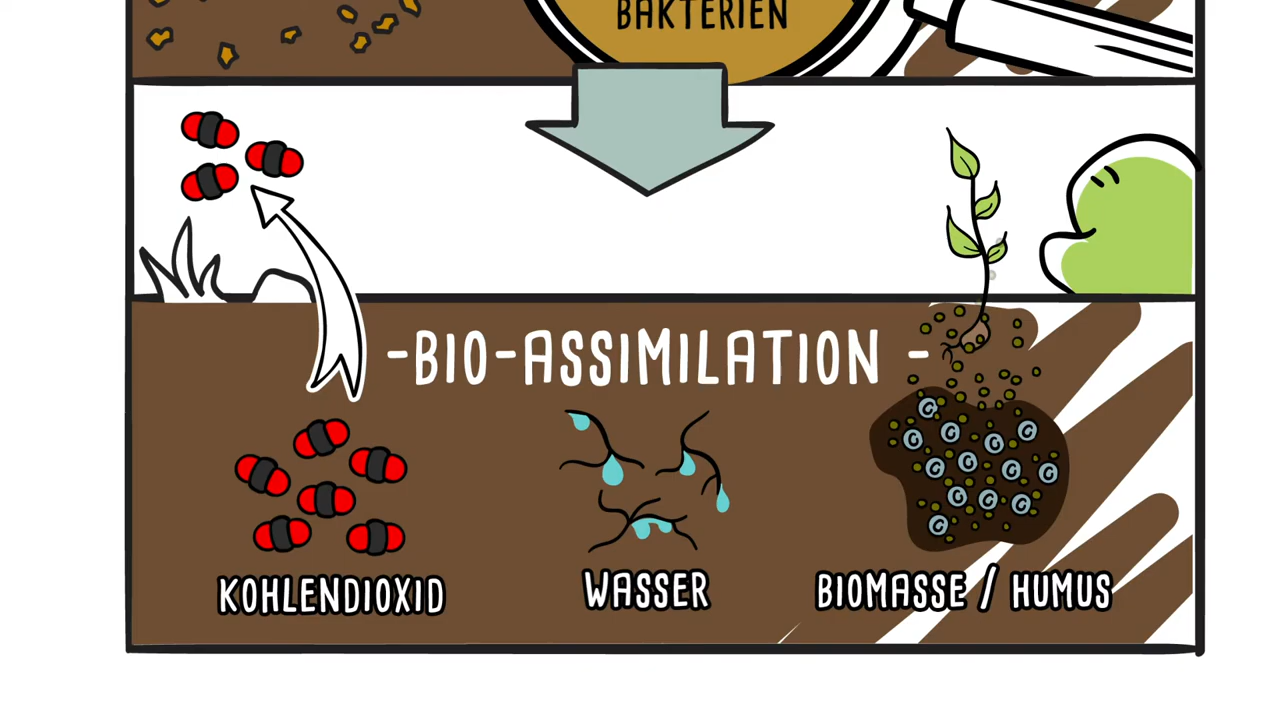 BAKTERIEN
-BIO-ASSIMILATION -
KOHLENDIOXID
WASSER
BIOMASSE / HUMUS